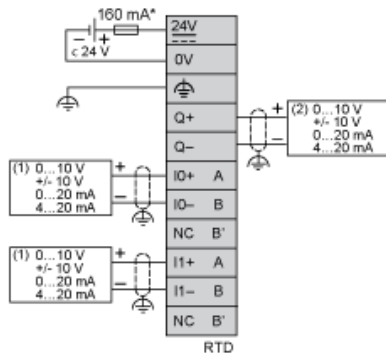 160 mA*
24V
− +
c 24 V
0V
Q+
Q−
+
−
(2) 0...10 V
+/- 10 V
0...20 mA
4...20 mA
(1) 0...10 V
+/- 10 V
0...20 mA
4...20 mA
+
−
I0+ A
I0− B
NC B'
(1) 0...10 V
+/- 10 V
0...20 mA
4...20 mA
+
−
I1+ A
I1− B
NC B'
RTD